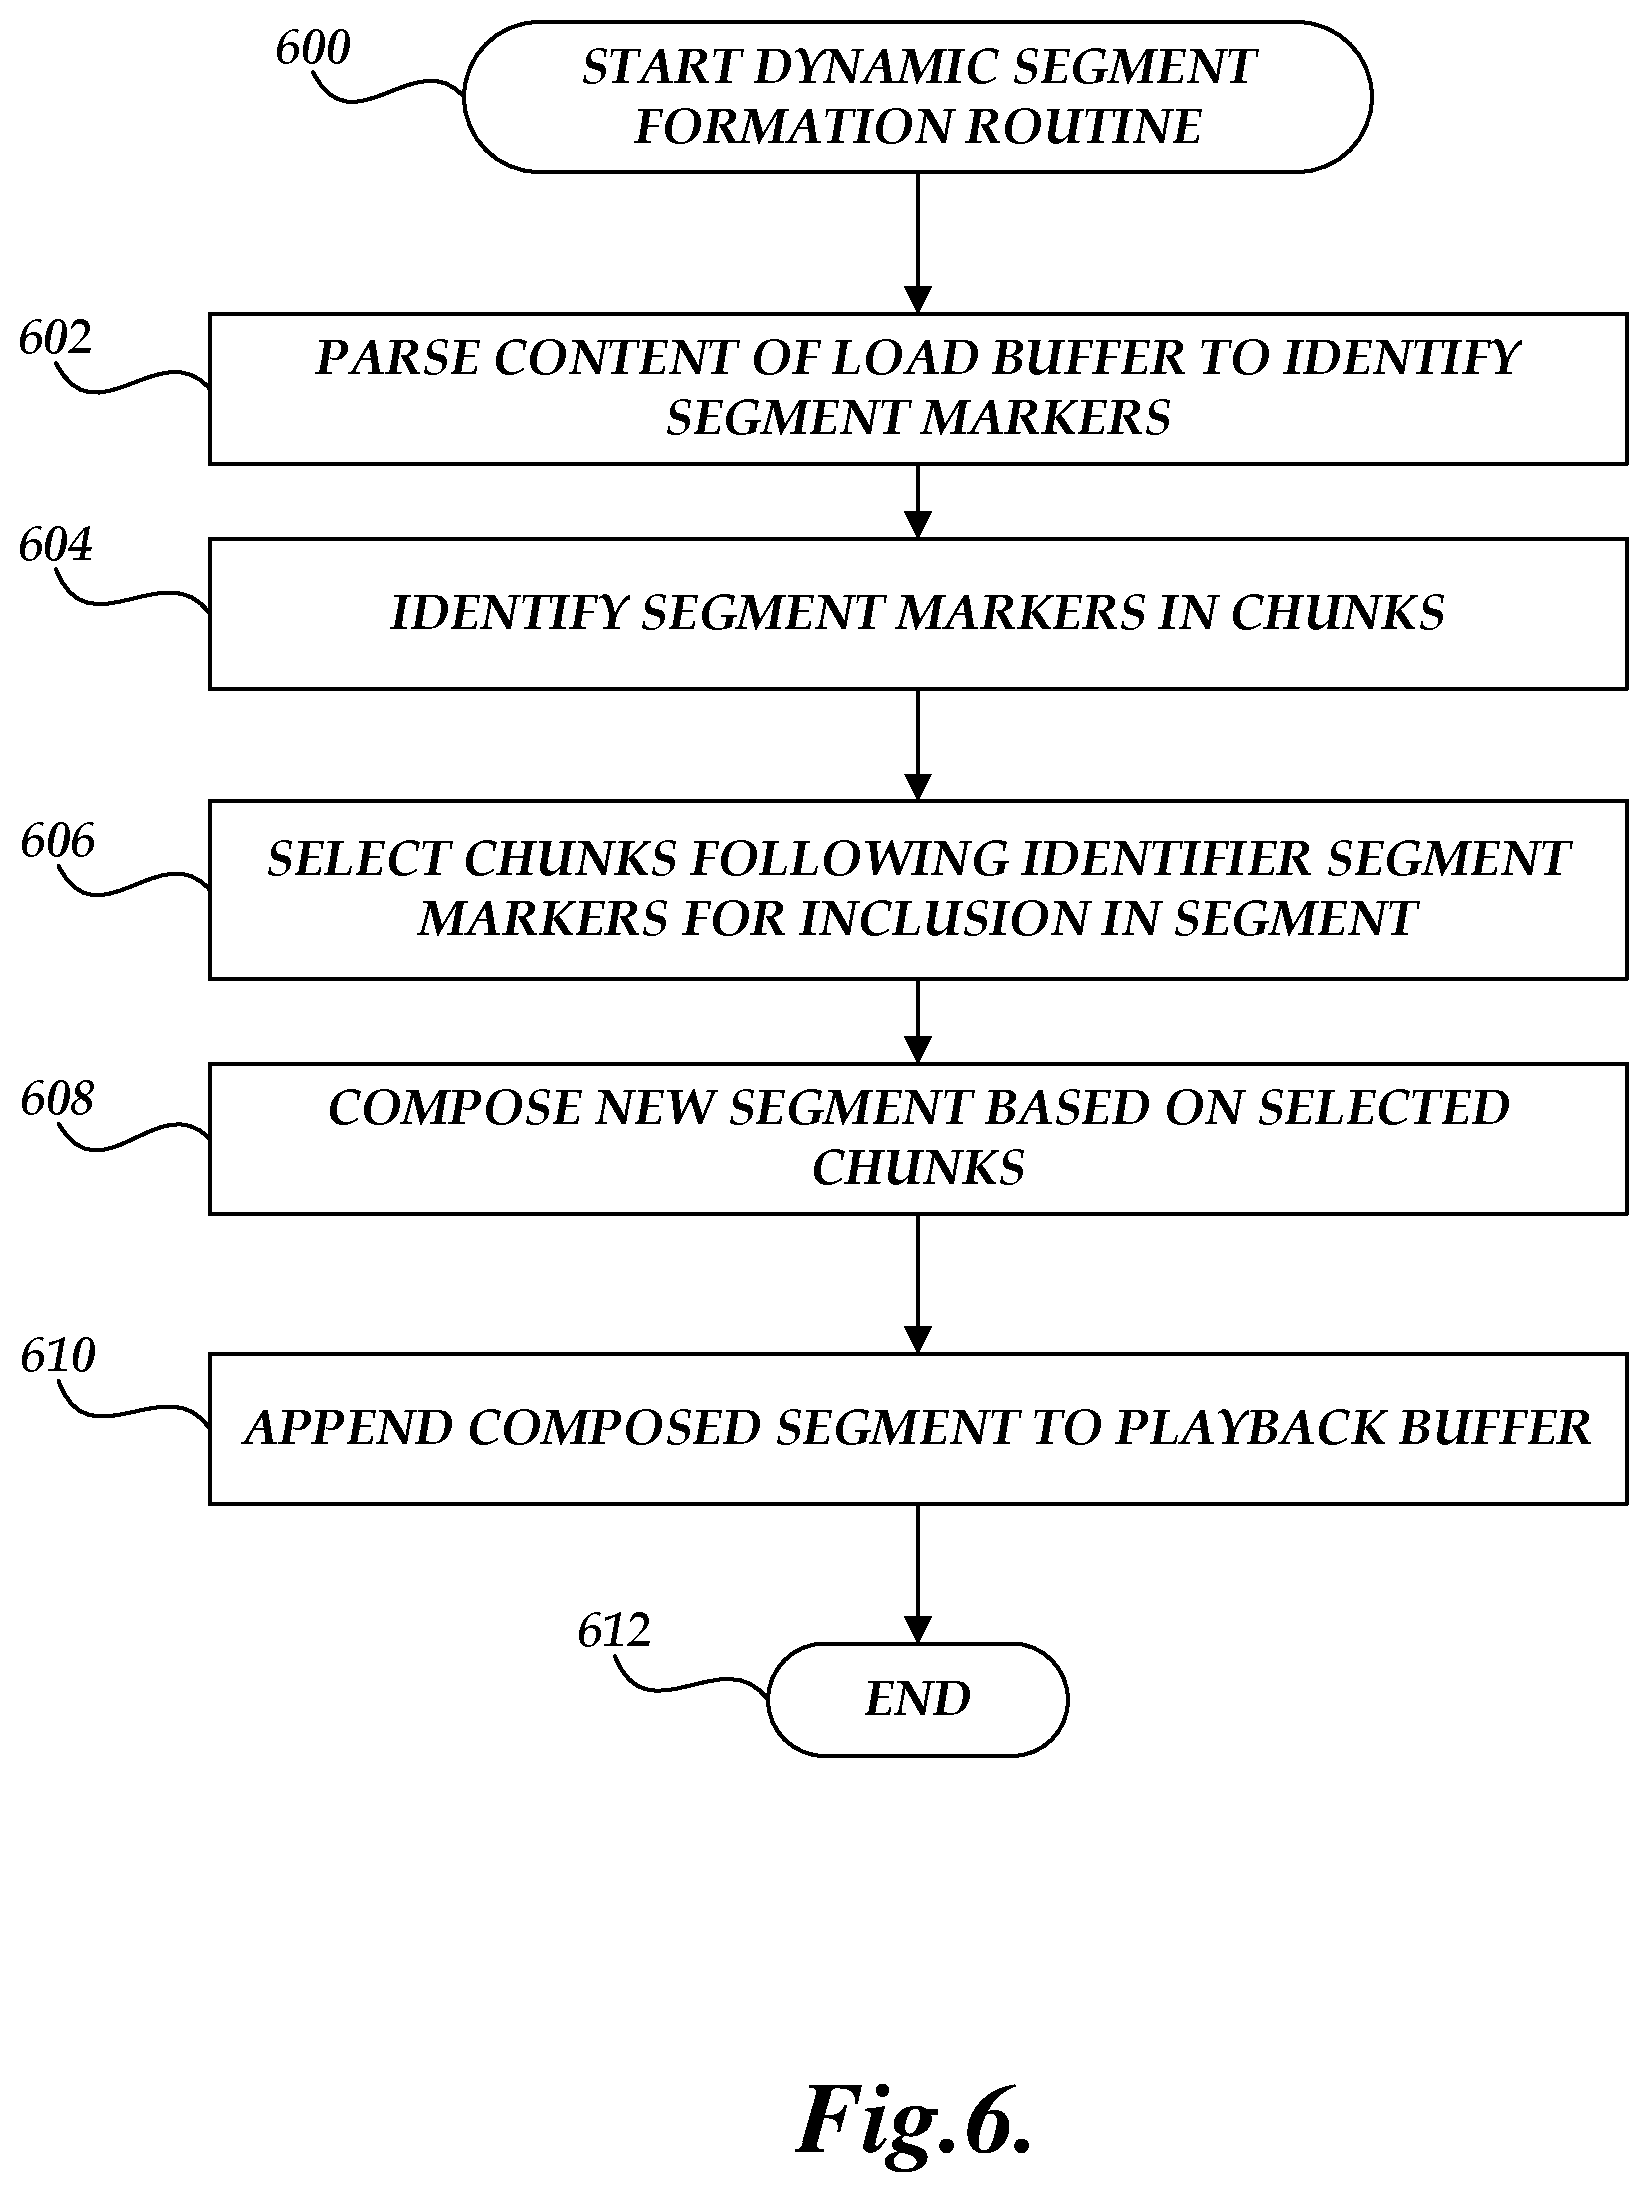 600
START DYNAMIC SEGMENT
FORMATION ROUTINE
602
PARSE CONTENT OF LOAD BUFFER TO IDENTIFY
SEGMENT MARKERS
604
IDENTIFY SEGMENT MARKERS IN CHUNKS
606
SELECT CHUNKS FOLLOWING IDENTIFIER SEGMENT
MARKERS FOR INCLUSION IN SEGMENT
608
COMPOSE NEW SEGMENT BASED ON SELECTED
CHUNKS
610
APPEND COMPOSED SEGMENT TO PLAYBACK BUFFER
612
END
Fig.6.